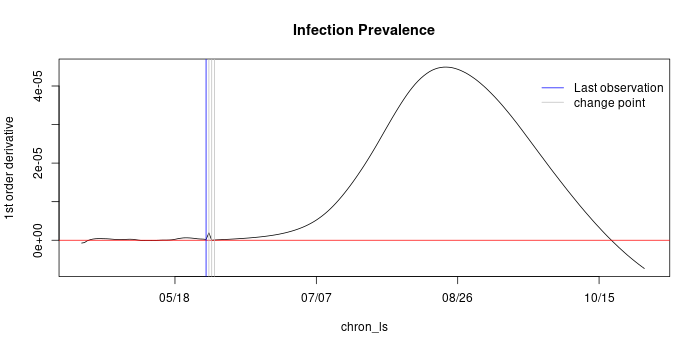 Infection Prevalence
1st order derivative
4e-05
2e-05
0e+00
Last observation
change point
05/18
07/07
08/26
10/15
chron_ls